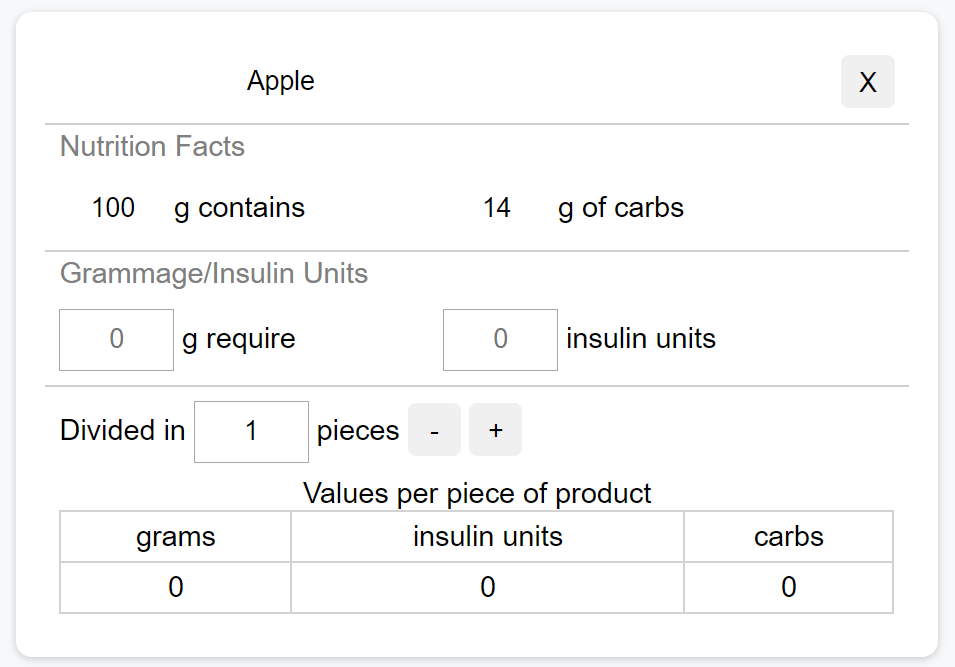 Apple X
Nutrition Facts
100 g contains 14 g of carbs
Grammage/Insulin Units
0 g require 0 insulin units
Divided in 1 pieces - +
Values per piece of product
grams insulin units carbs
0 0 0